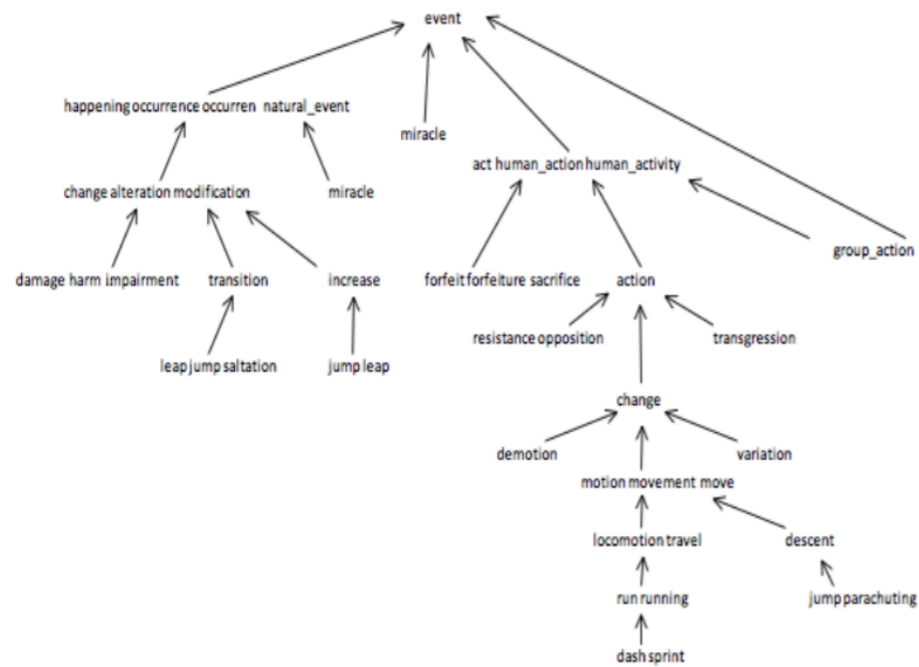 event
happening occurrence occurren natural_event
miracle
act human_action human_activity
change alteration modification
miracle
group_action
damage harm impairment
transition
increase
forfeit forfeiture sacrifice
action
resistance opposition
transgression
leap jump saltation
jump leap
change
demotion
variation
motion movement move
locomotion travel
descent
run running
jump parachuting
dash sprint